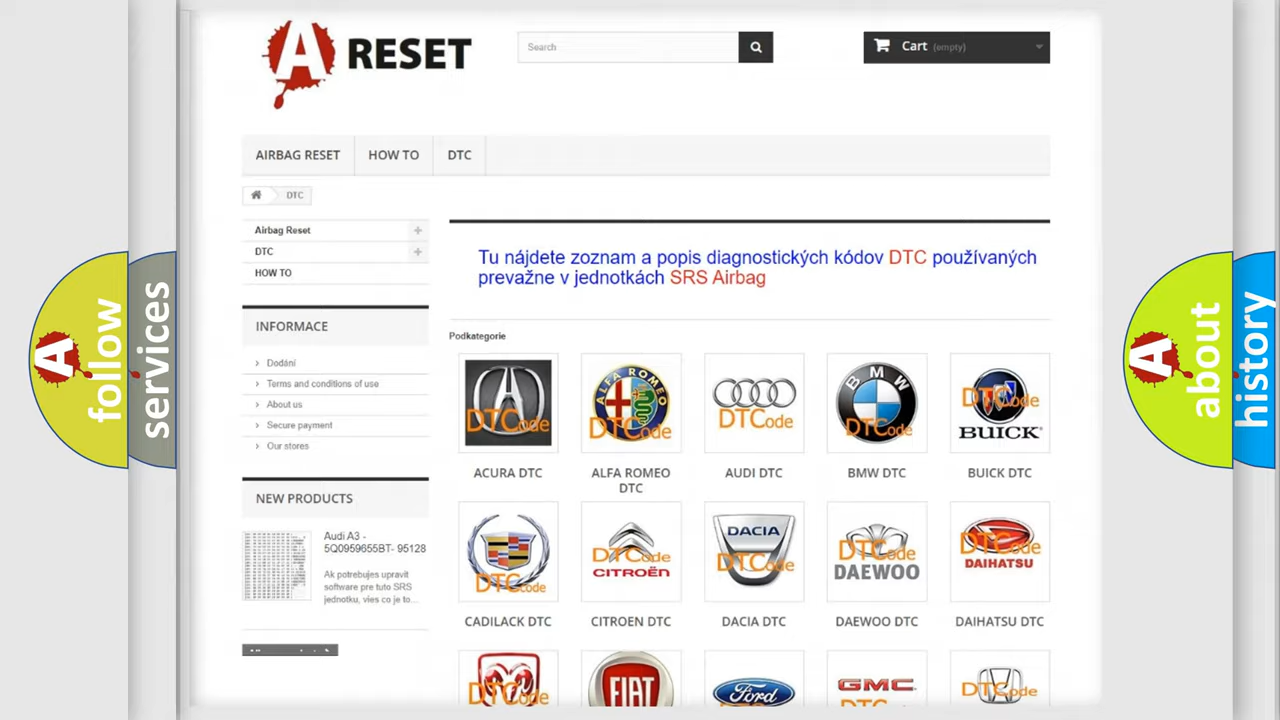 A RESET
Search
Cart (empty)
AIRBAG RESET
HOW TO
DTC
DTC
Airbag Reset
DTC
HOW TO
INFORMACE
Dodání
Terms and conditions of use
About us
Secure payment
Our stores
NEW PRODUCTS
Audi A3 -
5Q0959655BT- 95128
Ak potrebujes upravit
software pre tuto SRS
jednotku, vies co je to...
Tu nájdete zoznam a popis diagnostických kódov DTC používaných
prevažne v jednotkách SRS Airbag
Podkategorie
DTCode
ALFA ROMEO
DTCode
DTCode
BMW
DTCode
DTCode
BUICK
ACURA DTC
ALFA ROMEO
DTC
AUDI DTC
BMW DTC
BUICK DTC
DTCode
DTCode
CITROËN
DACIA
DTCode
DTCode
DAEWOO
DTCode
DAIHATSU
CADILACK DTC
CITROEN DTC
DACIA DTC
DAEWOO DTC
DAIHATSU DTC
DTCode
FIAT
Ford
GMC
DTCode
A follow
services
A about
history